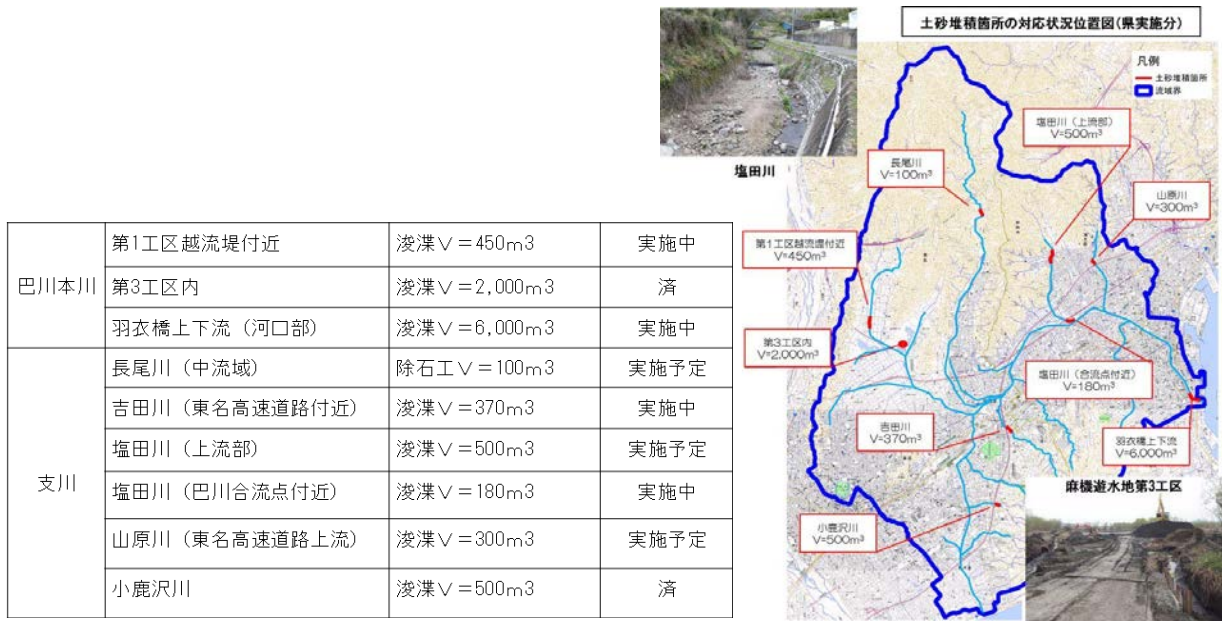 巴川本川
第1工区越流堤付近 浚渫V=450m3 実施中
第3工区内 浚渫V=2,000m3 済
羽衣橋上下流（河口部） 浚渫V=6,000m3 実施中
支川
長尾川（中流域） 除石工V=100m3 実施予定
吉田川（東名高速道路付近） 浚渫V=370m3 実施中
塩田川（上流部） 浚渫V=500m3 実施予定
塩田川（巴川合流点付近） 浚渫V=180m3 実施中
山原川（東名高速道路上流） 浚渫V=300m3 実施予定
小鹿沢川 浚渫V=500m3 済
塩田川
土砂堆積箇所の対応状況位置図(県実施分)
凡例
土砂堆積箇所
流域界
塩田川（上流部）
V=500m³
長尾川
V=100m³
山原川
V=300m³
第1工区越流堤付近
V=450m³
第3工区内
V=2,000m³
塩田川（合流点付近）
V=180m³
吉田川
V=370m³
羽衣橋上下流
V=6,000m³
小鹿沢川
V=500m³
麻機遊水地第3工区